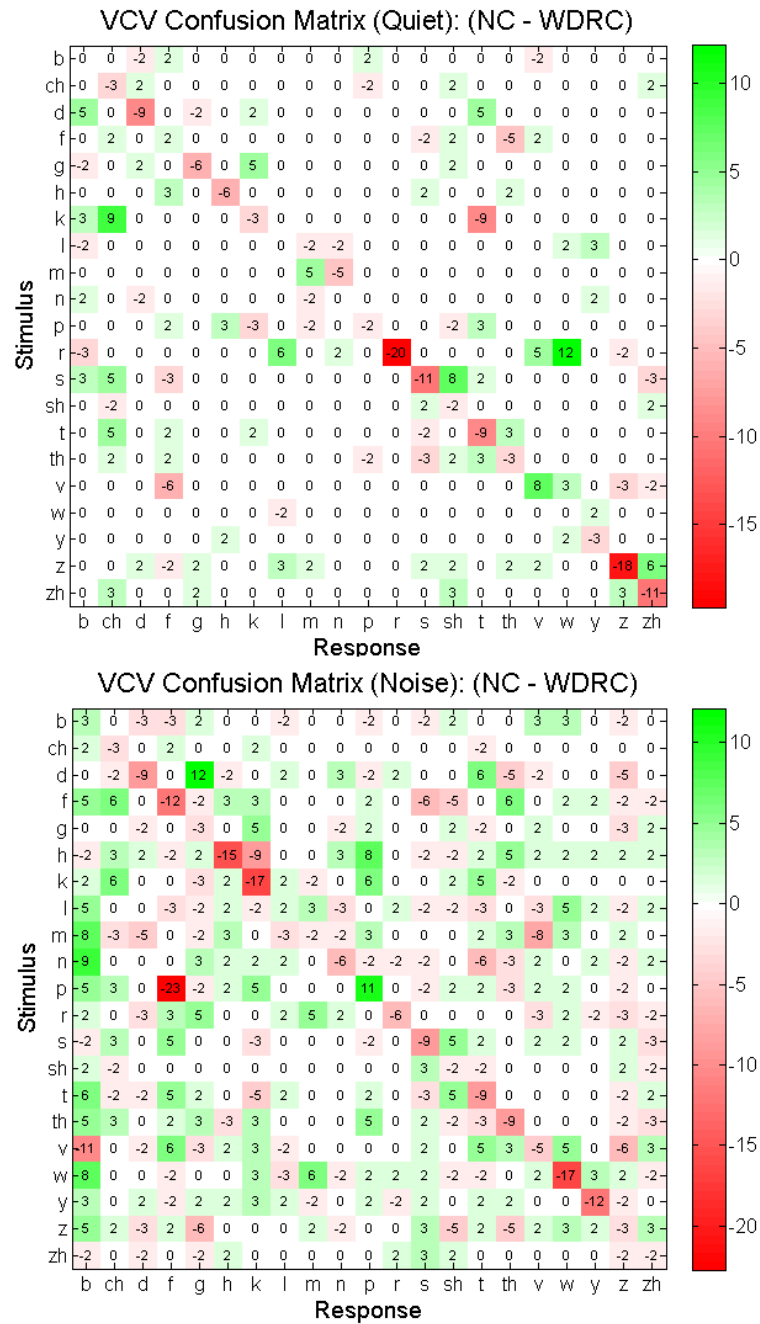 VCV Confusion Matrix (Quiet): (NC - WDRC)
b 0 0 -2 2 0 0 0 0 0 0 2 0 0 0 0 0 -2 0 0 0 0
ch 0 -3 2 0 0 0 0 0 0 0 -2 0 0 2 0 0 0 0 0 0 2
d 5 0 -9 0 -2 0 2 0 0 0 0 0 0 0 5 0 0 0 0 0 0
f 0 2 0 2 0 0 0 0 0 0 0 0 -2 2 0 -5 2 0 0 0 0
g -2 0 2 0 -6 0 5 0 0 0 0 0 0 2 0 0 0 0 0 0 0
h 0 0 0 3 0 -6 0 0 0 0 0 0 2 0 0 2 0 0 0 0 0
k 3 9 0 0 0 0 -3 0 0 0 0 0 0 0 -9 0 0 0 0 0 0
l -2 0 0 0 0 0 0 0 -2 -2 0 0 0 0 0 0 0 2 3 0 0
m 0 0 0 0 0 0 0 0 5 -5 0 0 0 0 0 0 0 0 0 0 0
n 2 0 -2 0 0 0 0 0 -2 0 0 0 0 0 0 0 0 0 2 0 0
p 0 0 0 2 0 3 -3 0 -2 0 -2 0 0 -2 3 0 0 0 0 0 0
r -3 0 0 0 0 0 0 6 0 2 0 -20 0 0 0 0 5 12 0 -2 0
s 3 5 0 -3 0 0 0 0 0 0 0 0 -11 8 2 0 0 0 0 0 -3
sh 0 -2 0 0 0 0 0 0 0 0 0 0 2 -2 0 0 0 0 0 0 2
t 0 5 0 2 0 0 2 0 0 0 0 0 -2 0 -9 3 0 0 0 0 0
th 0 2 0 2 0 0 0 0 0 0 -2 0 -3 2 3 -3 0 0 0 0 0
v 0 0 0 -6 0 0 0 0 0 0 0 0 0 0 0 0 8 3 0 -3 -2
w 0 0 0 0 0 0 0 -2 0 0 0 0 0 0 0 0 0 0 2 0 0
y 0 0 0 0 0 2 0 0 0 0 0 0 0 0 0 0 0 2 -3 0 0
z 0 0 2 -2 2 0 0 3 2 0 0 0 2 2 0 2 2 0 0 -18 6
zh 0 3 0 0 2 0 0 0 0 0 0 0 0 3 0 0 0 0 0 3 -11
b ch d f g h k l m n p r s sh t th v w y z zh
Stimulus
Response
10
5
0
-5
-10
-15
VCV Confusion Matrix (Noise): (NC - WDRC)
b 3 0 -3 -3 2 0 0 -2 0 0 -2 0 -2 2 0 0 3 3 0 -2 0
ch 2 -3 0 2 0 0 2 0 0 0 0 0 0 0 -2 0 0 0 0 0 0
d 0 -2 -9 0 12 -2 0 2 0 3 -2 2 0 0 6 -5 -2 0 0 -5 0
f 5 6 0 -12 -2 3 3 0 0 0 2 0 -6 -5 0 6 0 2 2 -2 -2
g 0 0 -2 0 -3 0 5 0 0 -2 2 0 0 2 -2 0 2 0 0 -3 2
h -2 3 2 -2 2 -15 -9 0 0 3 8 0 -2 -2 2 5 2 2 2 2 2
k 2 6 0 0 -3 2 -17 2 -2 0 6 0 0 2 5 -2 0 0 0 0 0
l 5 0 0 -3 -2 2 -2 2 3 -3 0 2 -2 -2 -3 0 -3 5 2 -2 2
m 8 -3 -5 0 -2 3 0 -3 -2 -2 3 0 0 0 2 3 -8 3 0 2 0
n 9 0 0 0 3 2 2 2 0 -6 -2 -2 -2 0 -6 -3 2 0 2 -2 2
p 5 3 0 -23 -2 2 5 0 0 0 11 0 -2 2 2 -3 2 2 0 -2 -2
r 2 0 -3 3 5 0 0 2 5 2 0 -6 0 0 0 0 -3 2 -2 -3 -2
s -2 3 0 5 0 0 -3 0 0 0 -2 0 -9 5 2 0 2 2 0 2 -3
sh 2 -2 0 0 0 0 0 0 0 0 0 0 3 -2 -2 0 0 0 0 2 -2
t 6 -2 -2 5 2 0 -5 2 0 0 2 0 -3 5 -9 0 0 0 0 -2 2
th 5 3 0 2 3 -3 3 0 0 0 5 0 2 -2 -3 -9 0 0 0 -2 -3
v -11 0 -2 6 -3 2 3 -2 0 0 0 0 2 0 5 3 -5 5 0 -6 3
w 8 0 0 -2 0 0 3 -3 6 -2 2 2 2 -2 -2 0 2 -17 3 2 -2
y 3 0 2 -2 2 2 3 2 -2 0 2 -2 2 0 2 2 0 0 -12 -2 0
z 5 2 -3 2 -6 0 0 0 2 -2 0 0 3 -5 2 -5 2 3 2 -3 3
zh -2 0 -2 0 -2 2 0 0 0 0 0 2 3 2 0 0 0 0 0 -2 -2
b ch d f g h k l m n p r s sh t th v w y z zh
Stimulus
Response
10
5
0
-5
-10
-15
-20